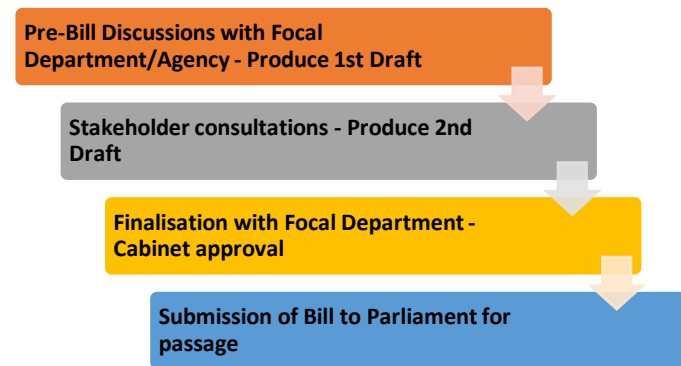 Pre-Bill Discussions with Focal
Department/Agency - Produce 1st Draft
Stakeholder consultations - Produce 2nd
Draft
Finalisation with Focal Department -
Cabinet approval
Submission of Bill to Parliament for
passage